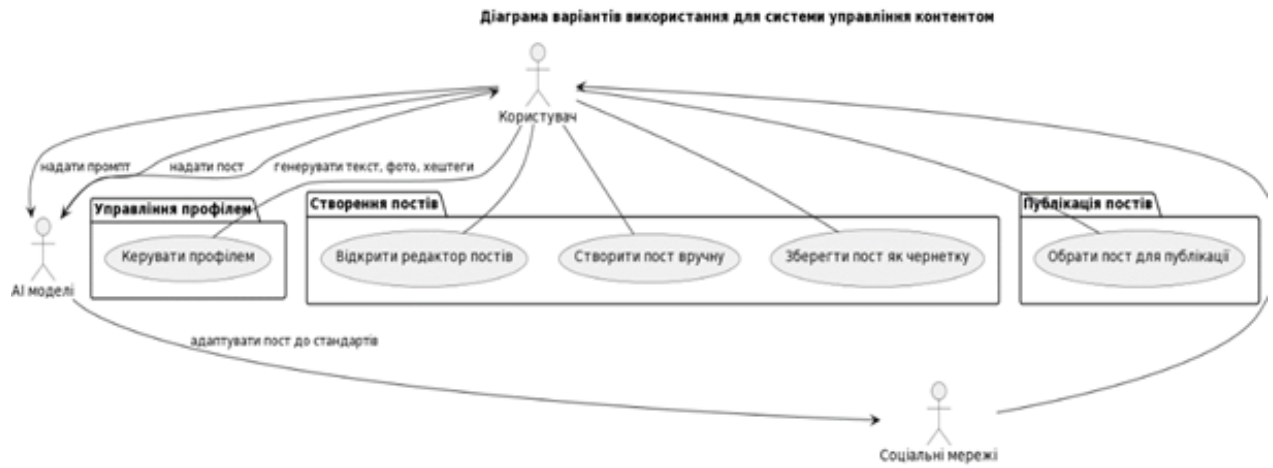 Діаграма варіантів використання для системи управління контентом
Користувач
надати промпт
надати пост
генерувати текст, фото, хештеги
Управління профілем
Створення постів
Публікація постів
Керувати профілем
Відкрити редактор постів
Створити пост вручну
Зберегти пост як чернетку
Обрати пост для публікації
AI моделі
адаптувати пост до стандартів
Соціальні мережі